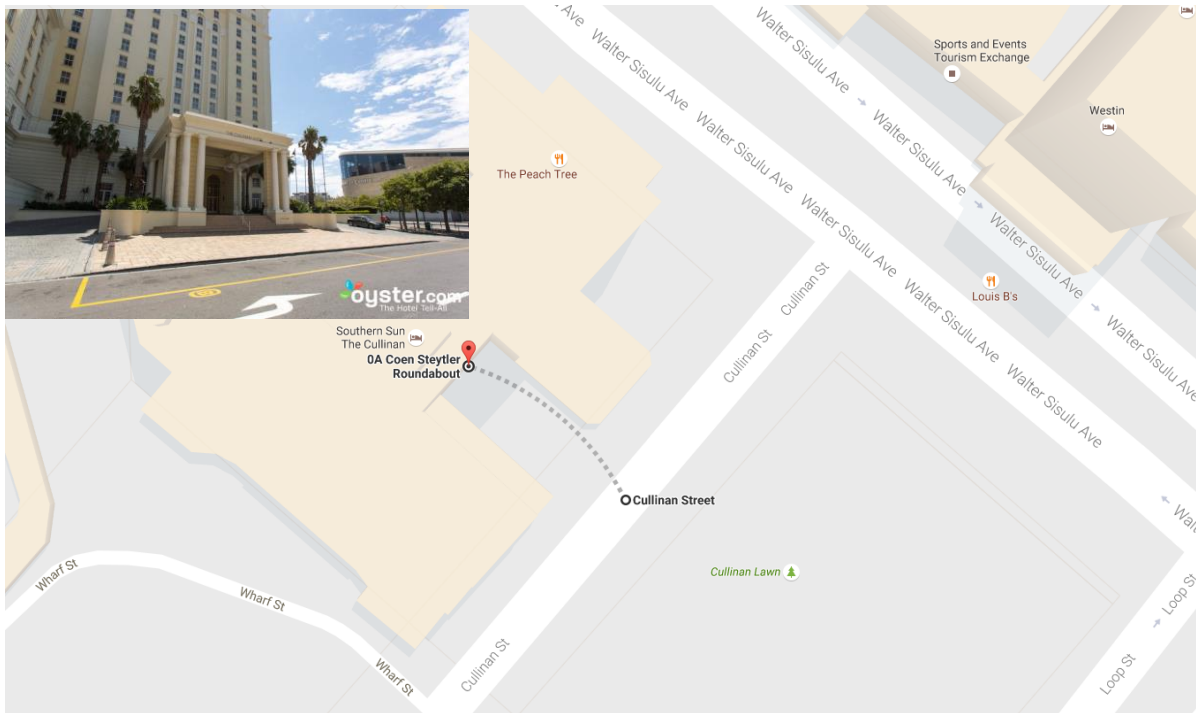 Ave
Walter Sisulu Ave
Walter Sisulu Ave
Walter Sisulu Ave
Walter Sisulu Ave
Walter Sisulu Ave
Walter Sisulu Ave
Walter Sisulu Ave
Walter Sisulu Ave
Walter Sisulu Ave
Sports and Events
Tourism Exchange
Westin
The Peach Tree
Louis B's
oyster.com
The Hotel Tell-All
Southern Sun
The Cullinan
0A Coen Steytler
Roundabout
Cullinan St
Cullinan St
Cullinan Street
Cullinan Lawn
Wharf St
Wharf St
Wharf St
Cullinan St
Loop St
Loop St